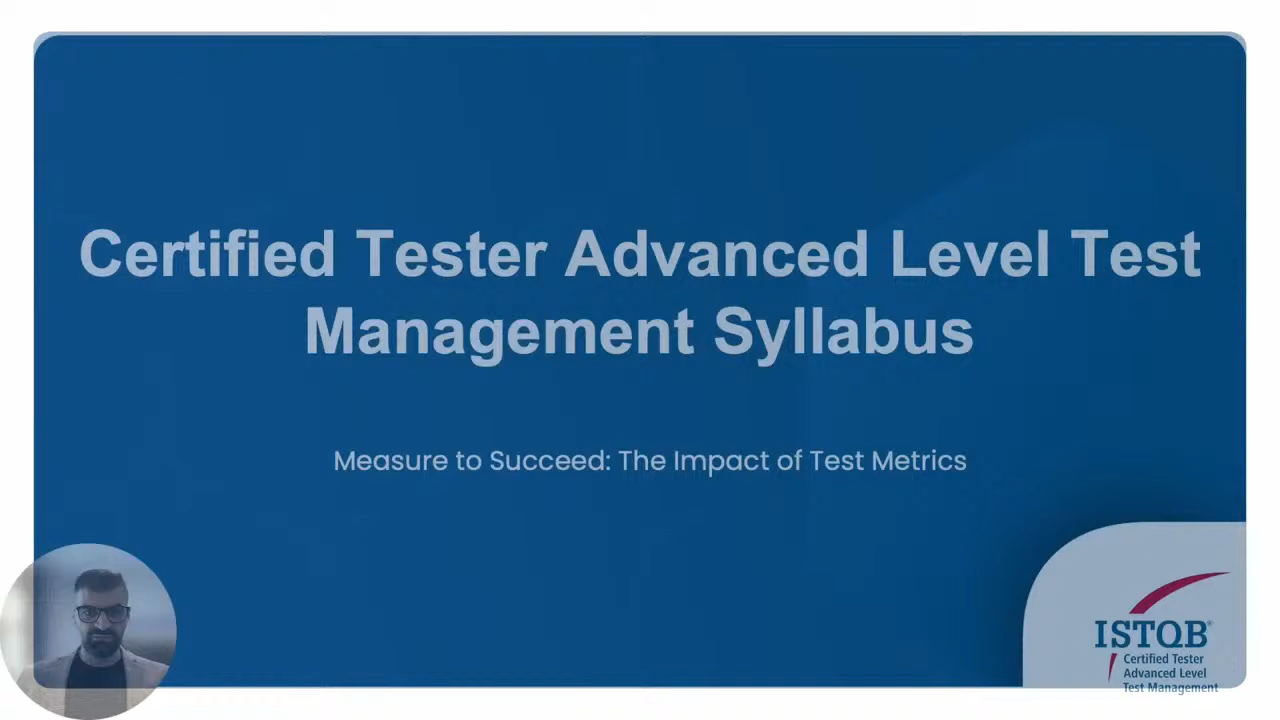 Certified Tester Advanced Level Test
Management Syllabus
Measure to Succeed: The Impact of Test Metrics
ISTQB®
Certified Tester
Advanced Level
Test Management